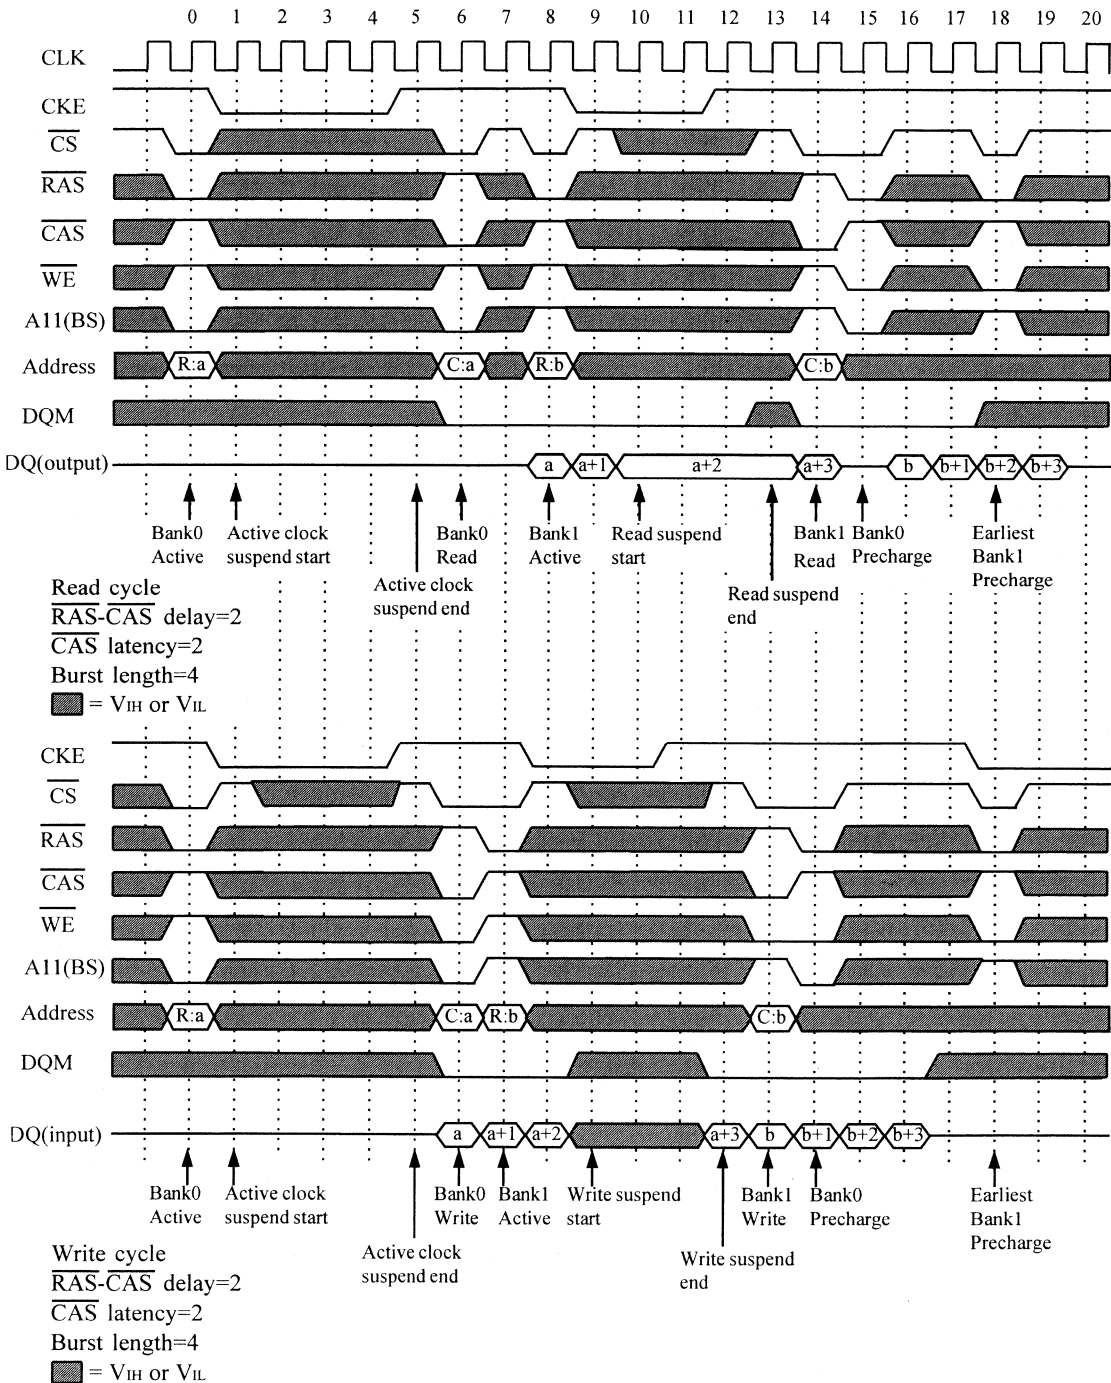 0 1 2 3 4 5 6 7 8 9 10 11 12 13 14 15 16 17 18 19 20
CLK
CKE
CS
RAS
CAS
WE
A11(BS)
Address R:a C:a R:b C:b
DQM
DQ(output) a a+1 a+2 a+3 b b+1 b+2 b+3
Bank0
Active
Active clock
suspend start
Active clock
suspend end
Bank0
Read
Bank1
Active
Read suspend
start
Read suspend
end
Bank1
Read
Bank0
Precharge
Earliest
Bank1
Precharge
Read cycle
RAS-CAS delay=2
CAS latency=2
Burst length=4
= VIH or VIL
CKE
CS
RAS
CAS
WE
A11(BS)
Address R:a C:a R:b C:b
DQM
DQ(input) a a+1 a+2 a+3 b b+1 b+2 b+3
Bank0
Active
Active clock
suspend start
Active clock
suspend end
Bank0
Write
Bank1
Active
Write suspend
start
Write suspend
end
Bank1
Write
Bank0
Precharge
Earliest
Bank1
Precharge
Write cycle
RAS-CAS delay=2
CAS latency=2
Burst length=4
= VIH or VIL